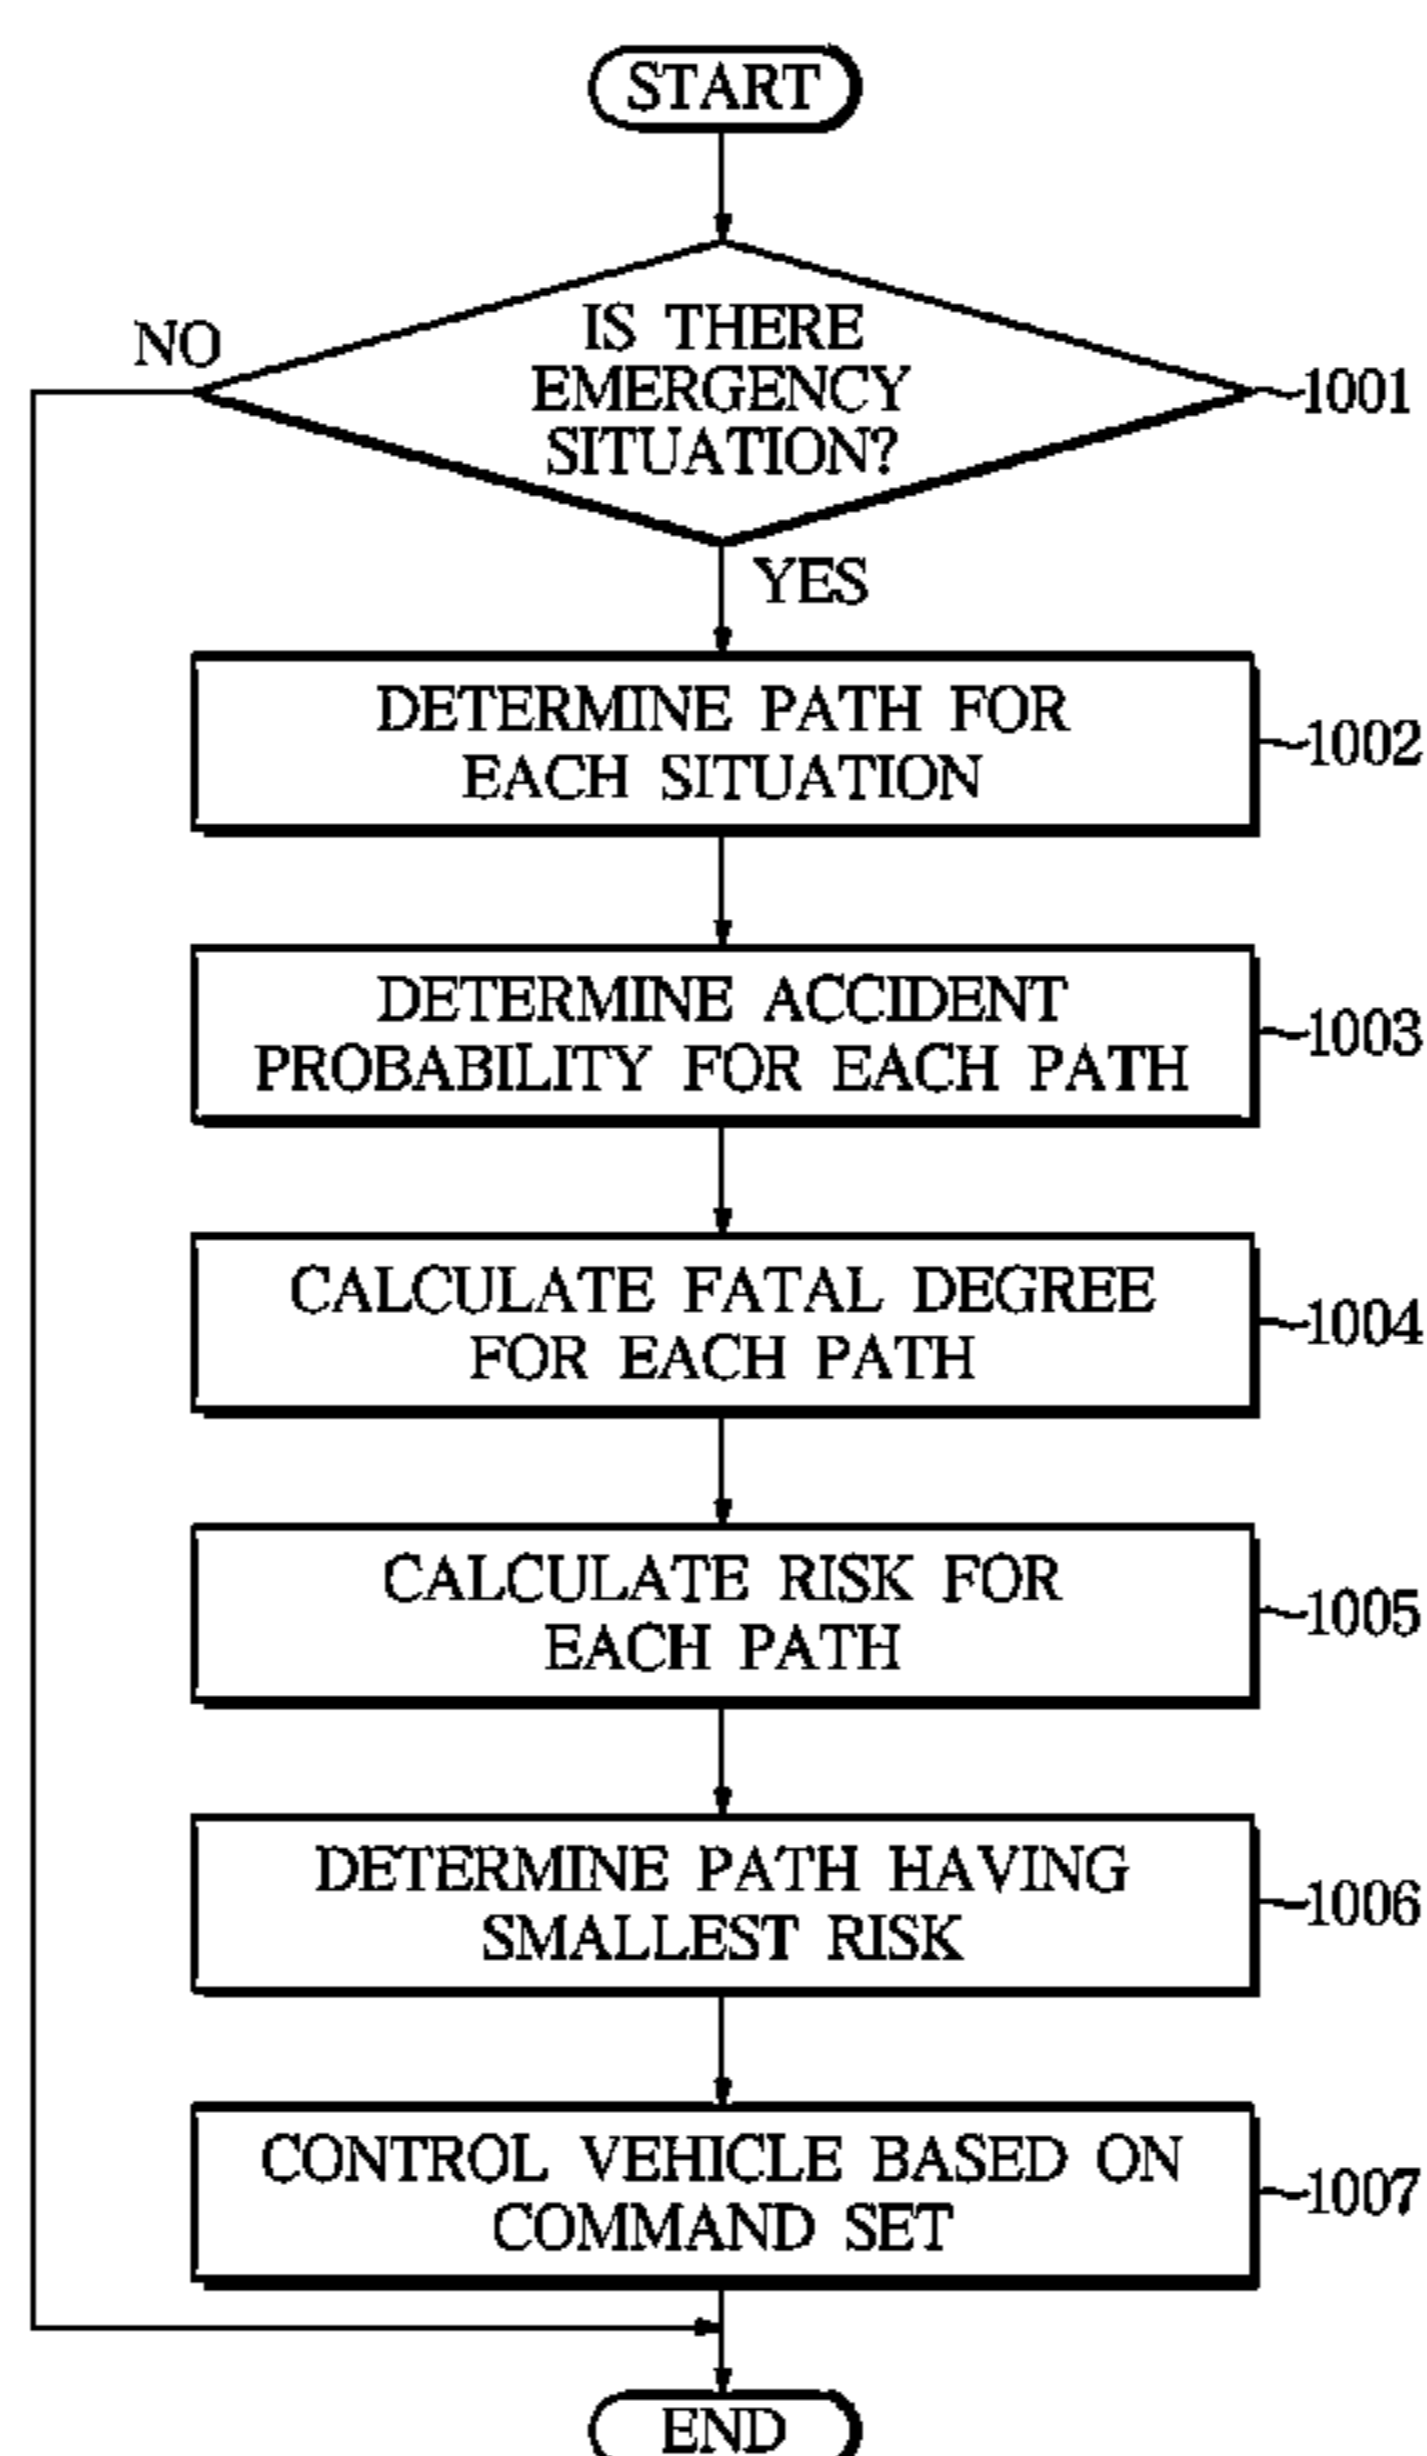 START
NO
IS THERE
EMERGENCY
SITUATION?
1001
YES
DETERMINE PATH FOR
EACH SITUATION
1002
DETERMINE ACCIDENT
PROBABILITY FOR EACH PATH
1003
CALCULATE FATAL DEGREE
FOR EACH PATH
1004
CALCULATE RISK FOR
EACH PATH
1005
DETERMINE PATH HAVING
SMALLEST RISK
1006
CONTROL VEHICLE BASED ON
COMMAND SET
1007
END